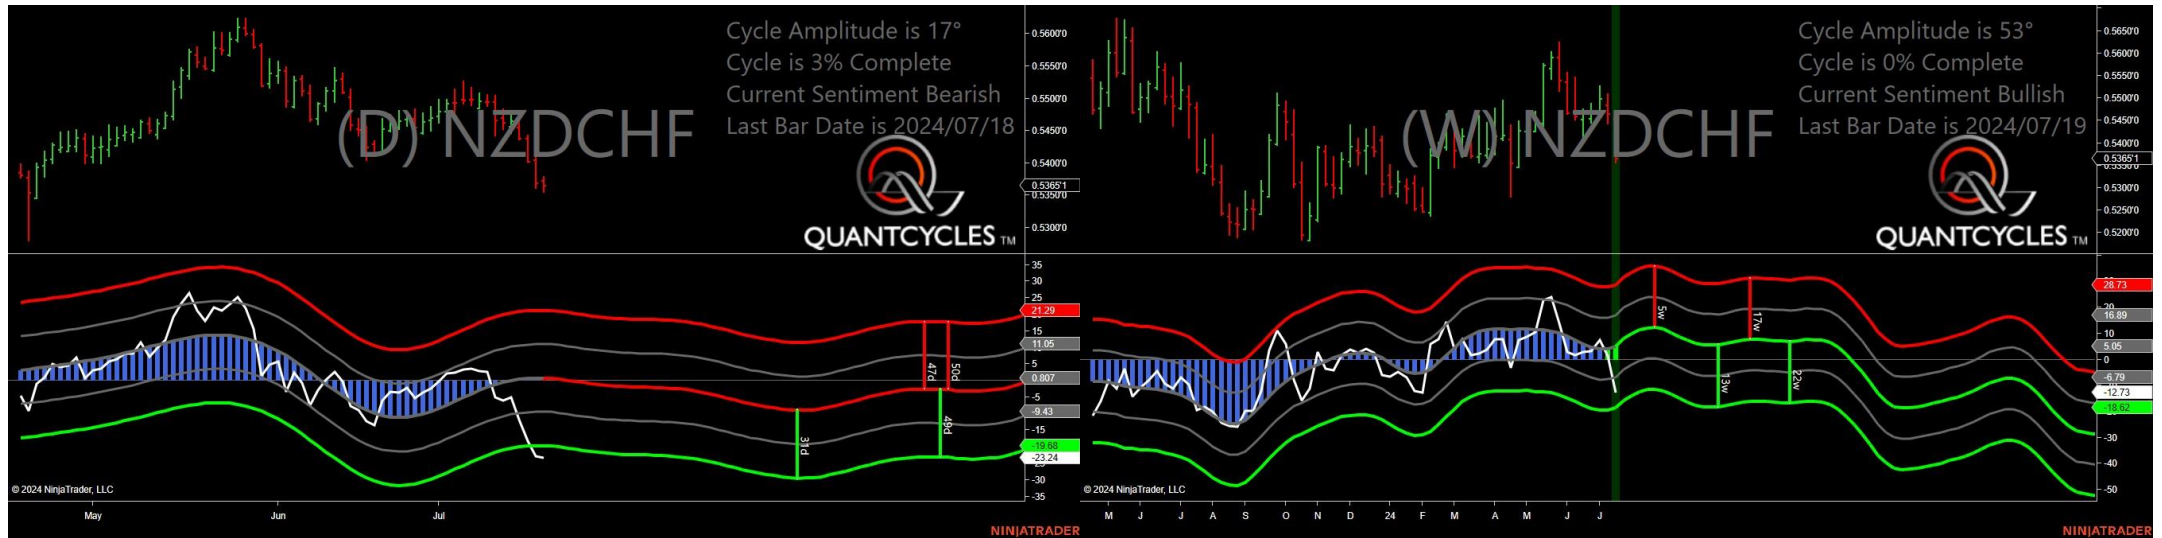 Cycle Amplitude is 17°
Cycle is 3% Complete
Current Sentiment Bearish
Last Bar Date is 2024/07/18
(D) NZDCHF
QUANTCYCLES TM
0.5600'0
0.5550'0
0.5500'0
0.5450'0
0.5400'0
0.5365'1
0.5350'0
0.5300'0
35
30
25
21.29
15
11.05
5
0.807
-5
-9.43
-15
-19.68
-23.24
-30
-35
31d
47d
49d
50d
© 2024 NinjaTrader, LLC
May Jun Jul
NINJATRADER
Cycle Amplitude is 53°
Cycle is 0% Complete
Current Sentiment Bullish
Last Bar Date is 2024/07/19
(W) NZDCHF
QUANTCYCLES TM
0.5650'0
0.5600'0
0.5550'0
0.5500'0
0.5450'0
0.5400'0
0.5365'1
0.5300'0
0.5250'0
0.5200'0
28.73
20
16.89
10
5.05
0
-6.79
-12.73
-18.62
-30
-40
-50
5w
13w
17w
22w
© 2024 NinjaTrader, LLC
M J J A S O N D 24 F M A M J J
NINJATRADER